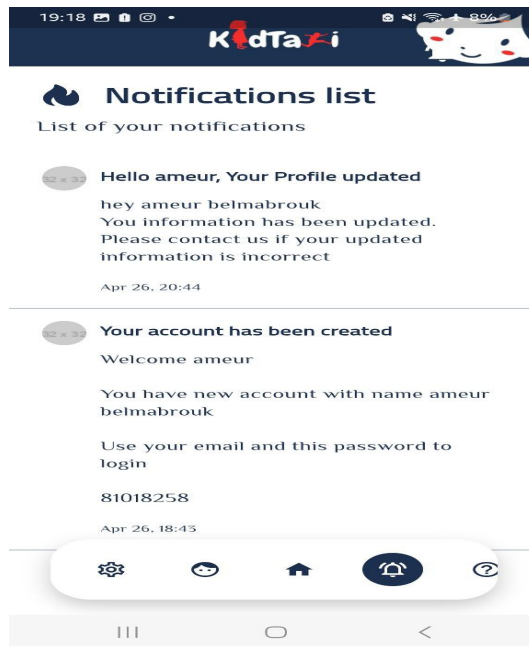 19:18 8%
KidTaxi
Notifications list
List of your notifications
32 x 32
Hello ameur, Your Profile updated
hey ameur belmabrouk
You information has been updated.
Please contact us if your updated
information is incorrect
Apr 26, 20:44
32 x 32
Your account has been created
Welcome ameur
You have new account with name ameur
belmabrouk
Use your email and this password to
login
81018258
Apr 26, 18:43